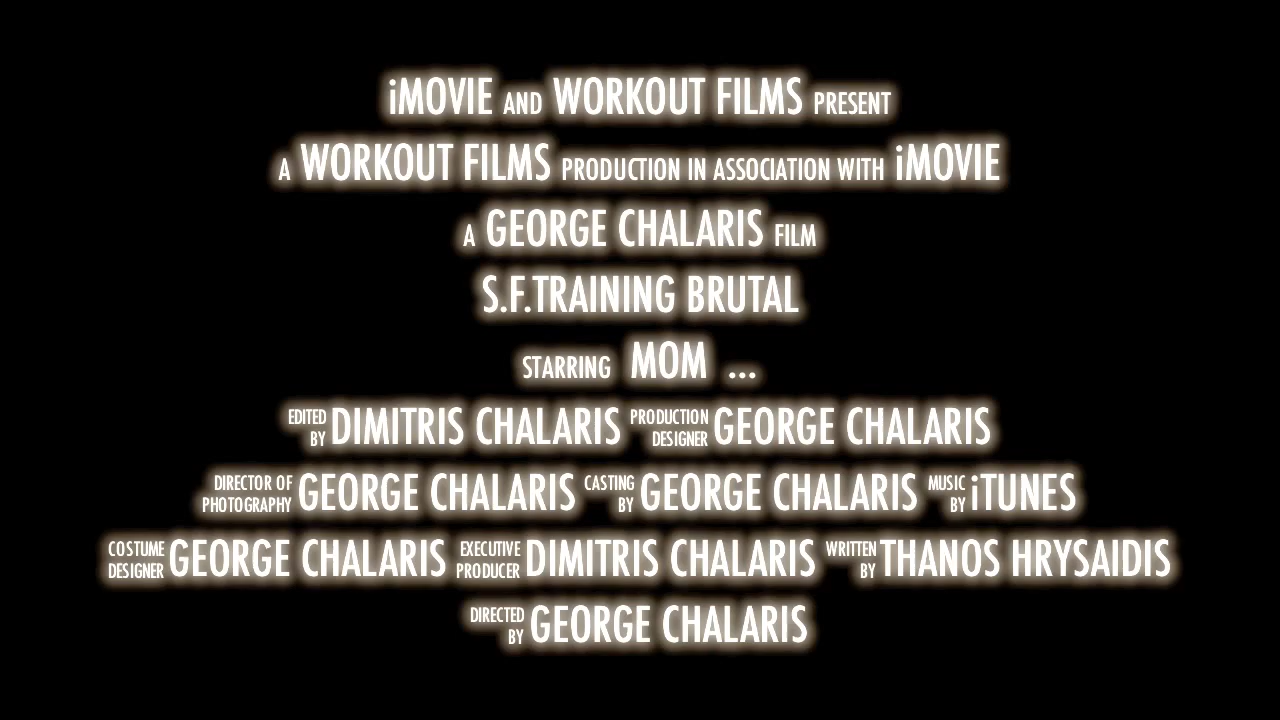 iMOVIE AND WORKOUT FILMS PRESENT
A WORKOUT FILMS PRODUCTION IN ASSOCIATION WITH iMOVIE
A GEORGE CHALARIS FILM
S.F.TRAINING BRUTAL
STARRING MOM ...
EDITED BY DIMITRIS CHALARIS PRODUCTION DESIGNER GEORGE CHALARIS
DIRECTOR OF PHOTOGRAPHY GEORGE CHALARIS CASTING BY GEORGE CHALARIS MUSIC BY iTUNES
COSTUME DESIGNER GEORGE CHALARIS EXECUTIVE PRODUCER DIMITRIS CHALARIS WRITTEN BY THANOS HRYSAIDIS
DIRECTED BY GEORGE CHALARIS